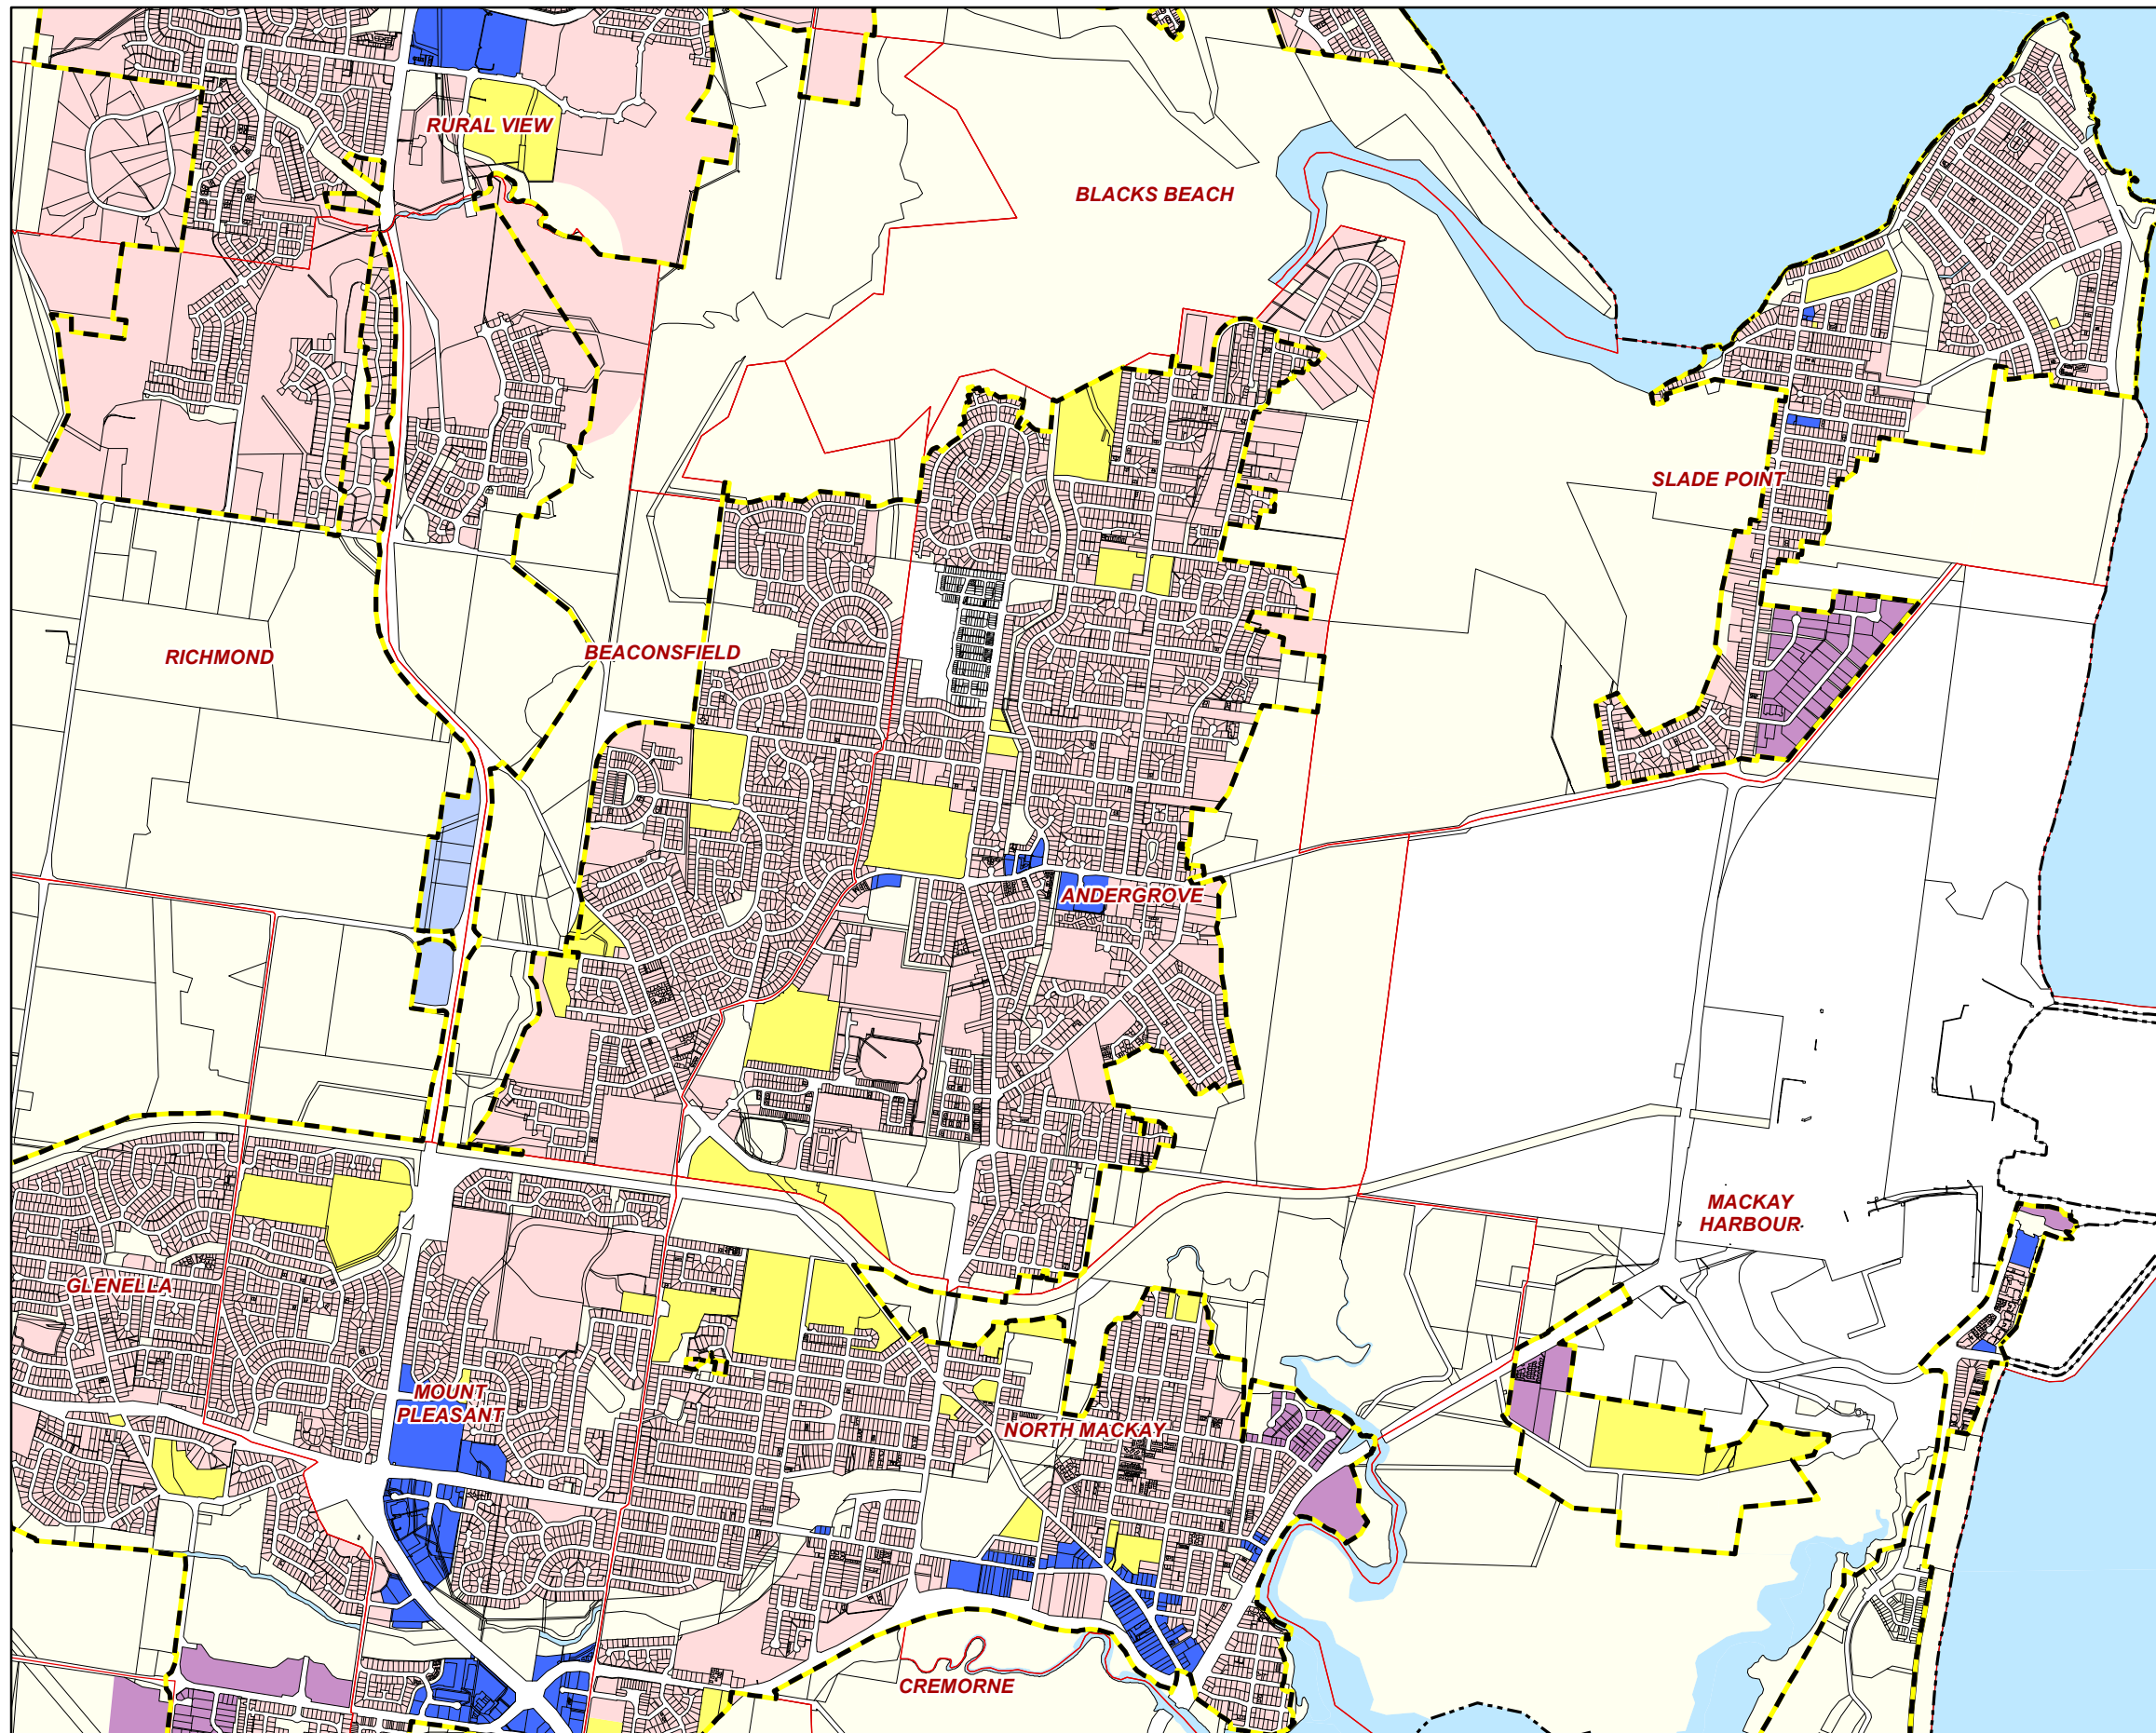 RURAL VIEW
BLACKS BEACH
SLADE POINT
RICHMOND
BEACONSFIELD
ANDERGROVE
MACKAY
HARBOUR
GLENELLA
MOUNT
PLEASANT
NORTH MACKAY
CREMORNE